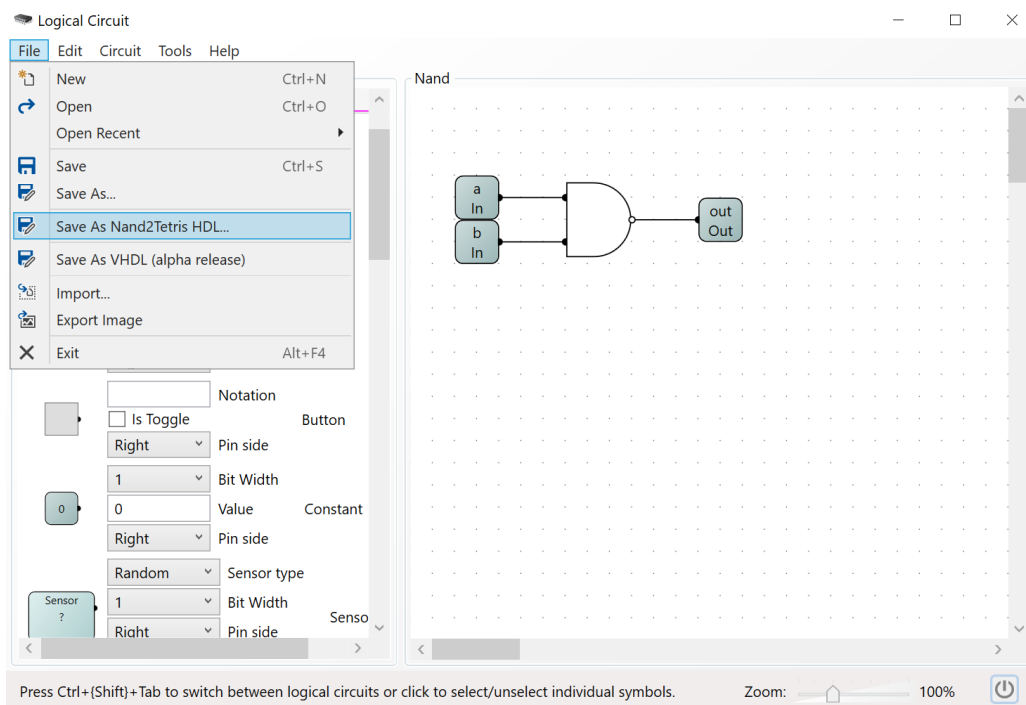 Logical Circuit
File Edit Circuit Tools Help
New Ctrl+N
Open Ctrl+O
Open Recent
Save Ctrl+S
Save As...
Save As Nand2Tetris HDL...
Save As VHDL (alpha release)
Import...
Export Image
Exit Alt+F4
Notation
Is Toggle Button
Right Pin side
1 Bit Width
0 0 Value Constant
Right Pin side
Random Sensor type
Sensor 1 Bit Width
? Senso
Right Pin side
Nand
a
In
b
In
out
Out
Press Ctrl+{Shift}+Tab to switch between logical circuits or click to select/unselect individual symbols. Zoom: 100%